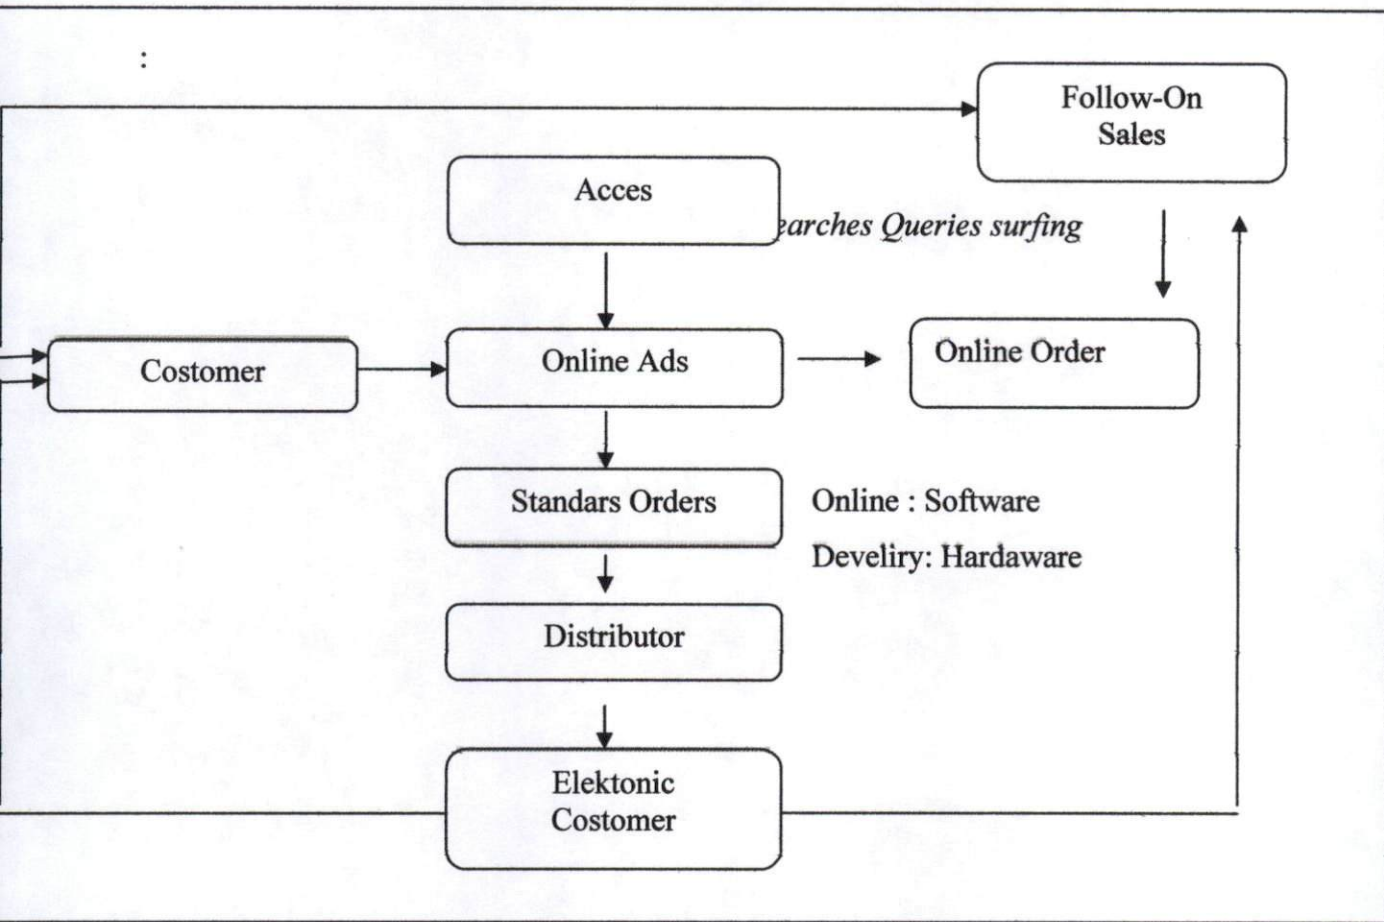 :
Follow-On
Sales
Acces
earches Queries surfing
Costomer
Online Ads
Online Order
Standars Orders
Online : Software
Develiry: Hardaware
Distributor
Elektonic
Costomer